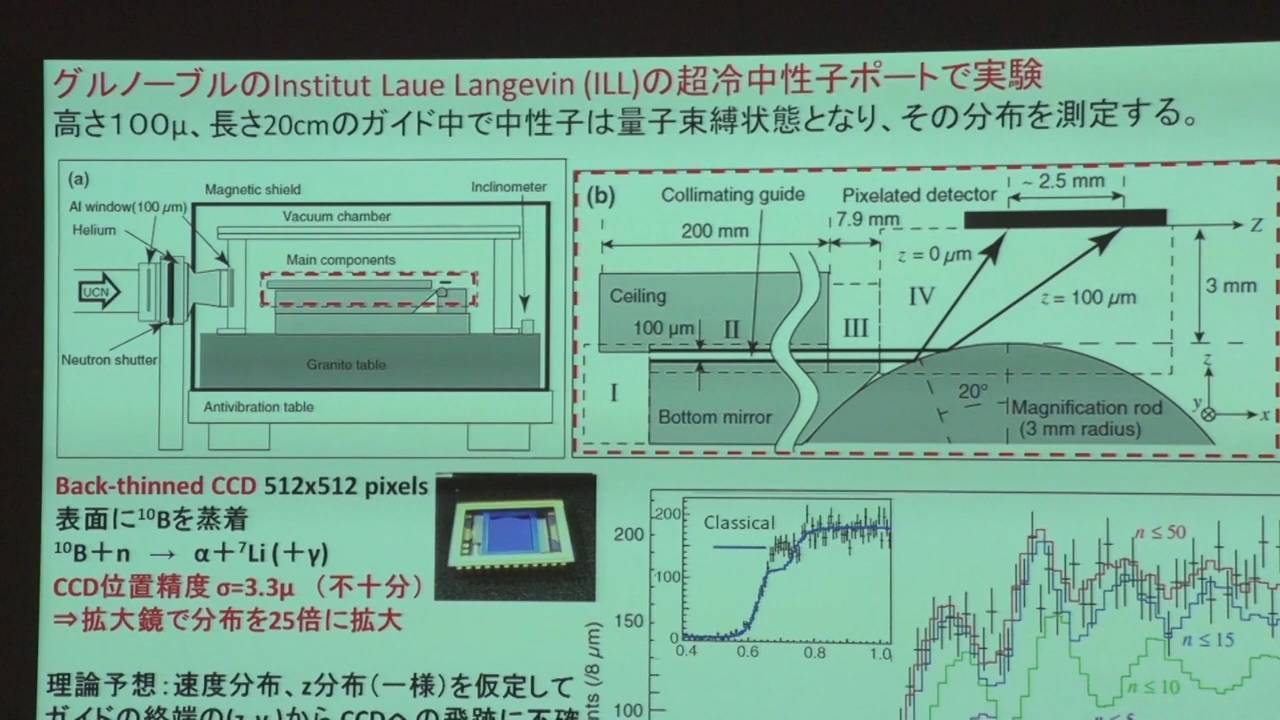 グルノーブルのInstitut Laue Langevin (ILL)の超冷中性子ポートで実験
高さ１００μ、長さ20cmのガイド中で中性子は量子束縛状態となり、その分布を測定する。
(a)
Magnetic shield
Inclinometer
Al window(100 μm)
Vacuum chamber
Helium
Main components
UCN
Neutron shutter
Granite table
Antivibration table
(b)
Collimating guide
Pixelated detector
~ 2.5 mm
7.9 mm
200 mm
Z
z = 0 μm
Ceiling
IV
z = 100 μm
3 mm
100 μm
II
III
z
I
20°
Bottom mirror
Magnification rod
(3 mm radius)
y
x
Back-thinned CCD 512x512 pixels
表面に¹⁰Bを蒸着
¹⁰B＋n → α＋⁷Li (＋γ)
CCD位置精度 σ=3.3μ （不十分）
⇒拡大鏡で分布を25倍に拡大
理論予想：速度分布、z分布（一様）を仮定して
200
150
100
nts (/8 μm)
200
100
0
0.4
0.6
0.8
1.0
Classical
n ≤ 50
n ≤ 15
n ≤ 10